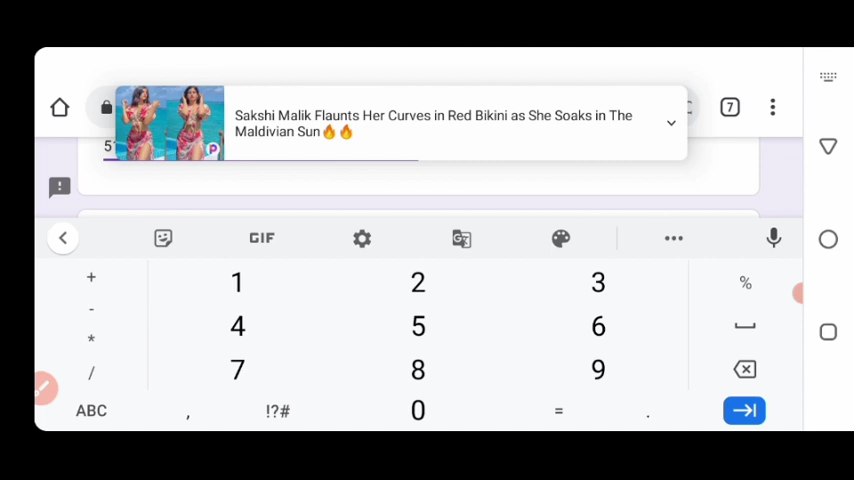 7
Sakshi Malik Flaunts Her Curves in Red Bikini as She Soaks in The
Maldivian Sun🔥🔥
GIF
+ 1 2 3 %
-
4 5 6
*
/ 7 8 9
ABC , !?# 0 = .